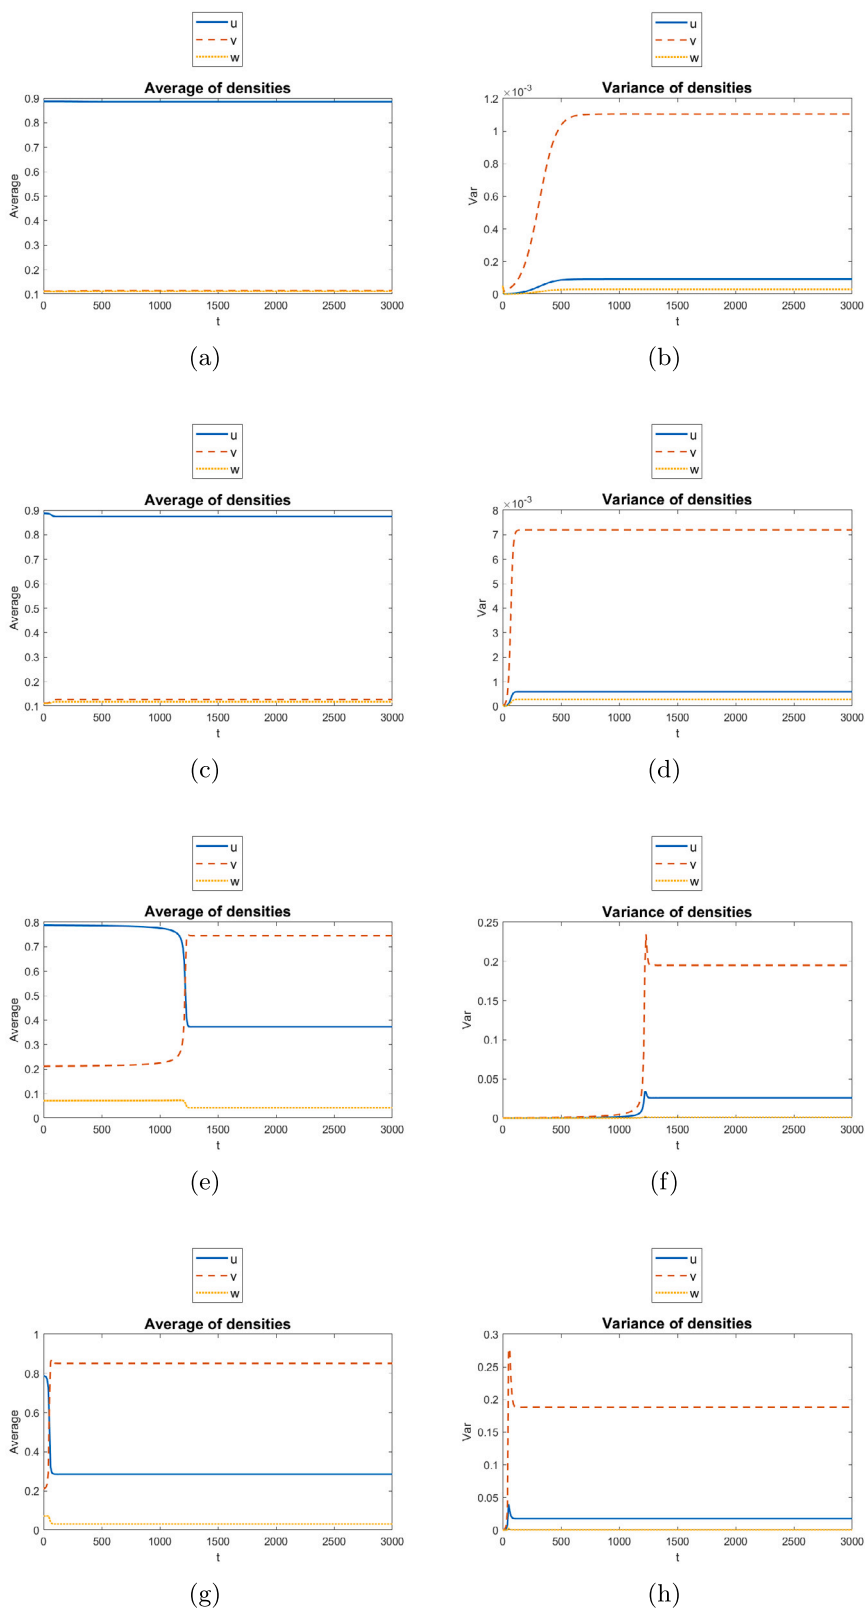 u
v
w
Average of densities
Average
0.9
0.8
0.7
0.6
0.5
0.4
0.3
0.2
0.1
0 500 1000 1500 2000 2500 3000
t
(a)
u
v
w
Variance of densities
×10⁻³
Var
1.2
1
0.8
0.6
0.4
0.2
0
0 500 1000 1500 2000 2500 3000
t
(b)
u
v
w
Average of densities
Average
0.9
0.8
0.7
0.6
0.5
0.4
0.3
0.2
0.1
0 500 1000 1500 2000 2500 3000
t
(c)
u
v
w
Variance of densities
×10⁻³
Var
8
7
6
5
4
3
2
1
0
0 500 1000 1500 2000 2500 3000
t
(d)
u
v
w
Average of densities
Average
0.8
0.7
0.6
0.5
0.4
0.3
0.2
0.1
0
0 500 1000 1500 2000 2500 3000
t
(e)
u
v
w
Variance of densities
Var
0.25
0.2
0.15
0.1
0.05
0
0 500 1000 1500 2000 2500 3000
t
(f)
u
v
w
Average of densities
Average
1
0.8
0.6
0.4
0.2
0
0 500 1000 1500 2000 2500 3000
t
(g)
u
v
w
Variance of densities
Var
0.3
0.25
0.2
0.15
0.1
0.05
0
0 500 1000 1500 2000 2500 3000
t
(h)